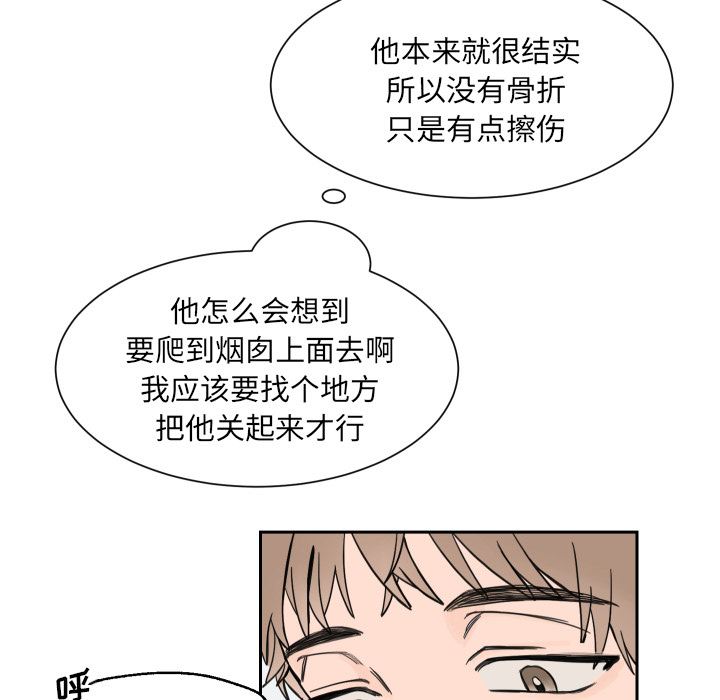 他本来就很结实
所以没有骨折
只是有点擦伤
他怎么会想到
要爬到烟囱上面去啊
我应该要找个地方
把他关起来才行
呼